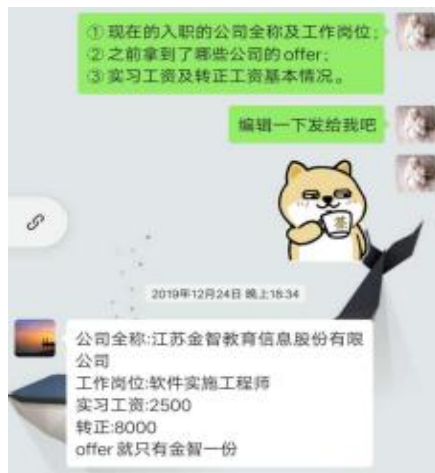 ①现在的入职的公司全称及工作岗位;
②之前拿到了哪些公司的offer;
③实习工资及转正工资基本情况。
编辑一下发给我吧
茶
2019年12月24日 晚上18:34
公司全称:江苏金智教育信息股份有限
公司
工作岗位:软件实施工程师
实习工资:2500
转正:8000
offer 就只有金智一份